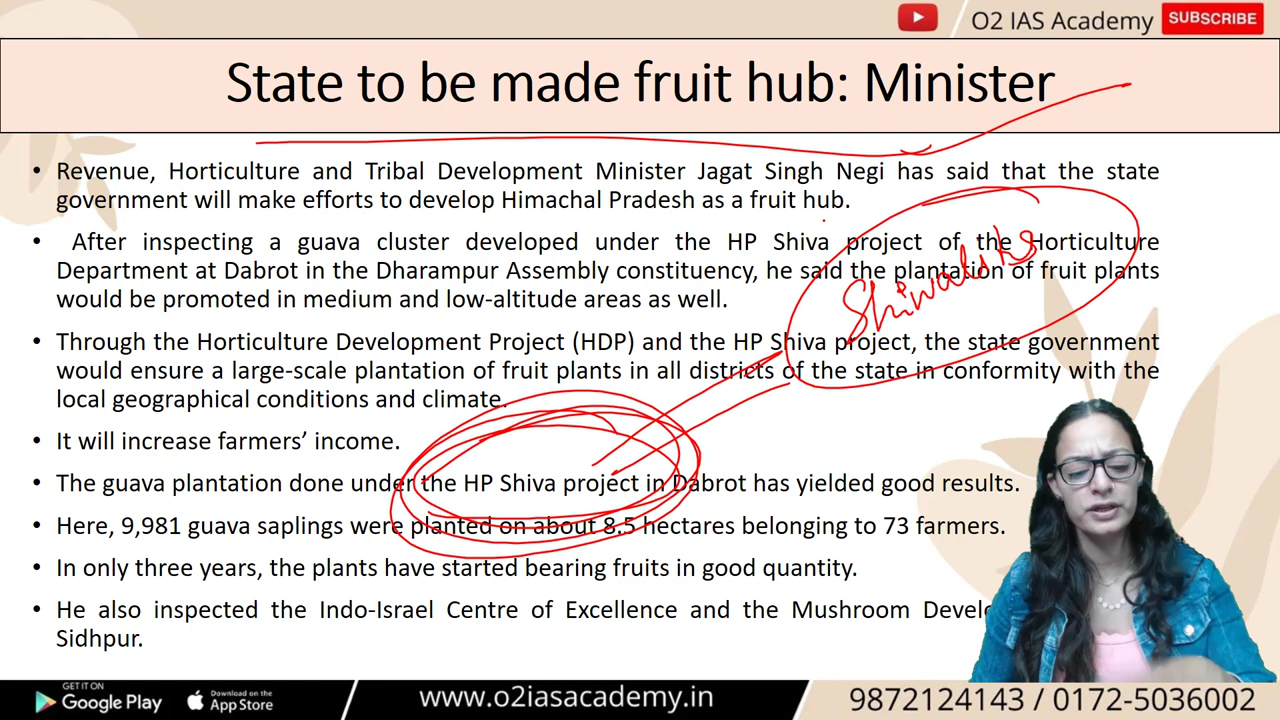 O2 IAS Academy SUBSCRIBE
State to be made fruit hub: Minister
• Revenue, Horticulture and Tribal Development Minister Jagat Singh Negi has said that the state
government will make efforts to develop Himachal Pradesh as a fruit hub.
• After inspecting a guava cluster developed under the HP Shiva project of the Horticulture
Department at Dabrot in the Dharampur Assembly constituency, he said the plantation of fruit plants
would be promoted in medium and low-altitude areas as well.
Shiwaliks
• Through the Horticulture Development Project (HDP) and the HP Shiva project, the state government
would ensure a large-scale plantation of fruit plants in all districts of the state in conformity with the
local geographical conditions and climate.
• It will increase farmers’ income.
• The guava plantation done under the HP Shiva project in Dabrot has yielded good results.
• Here, 9,981 guava saplings were planted on about 8.5 hectares belonging to 73 farmers.
• In only three years, the plants have started bearing fruits in good quantity.
• He also inspected the Indo-Israel Centre of Excellence and the Mushroom Devel
Sidhpur.
GET IT ON
Google Play
Download on the
App Store
www.o2iasacademy.in
9872124143 / 0172-5036002